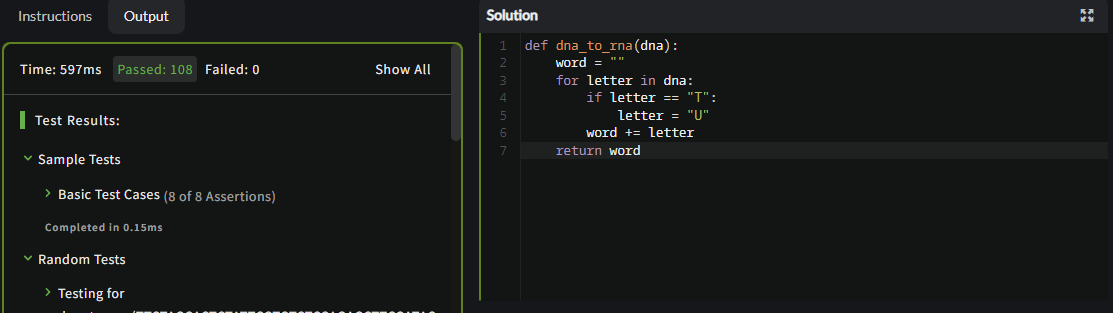 Instructions Output
Time: 597ms Passed: 108 Failed: 0 Show All
Test Results:
Sample Tests
Basic Test Cases (8 of 8 Assertions)
Completed in 0.15ms
Random Tests
Testing for
Solution
1 def dna_to_rna(dna):
2     word = ""
3     for letter in dna:
4         if letter == "T":
5             letter = "U"
6         word += letter
7     return word